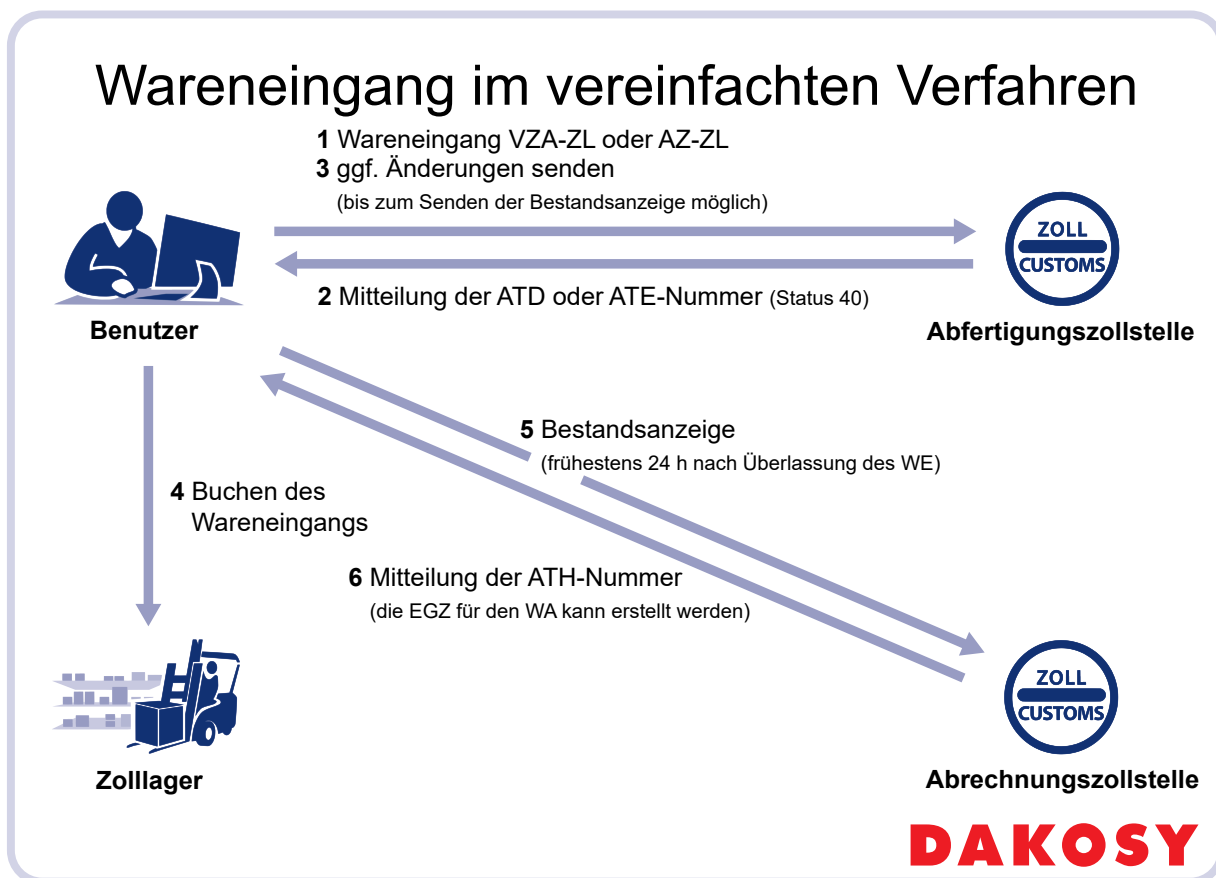 Wareneingang im vereinfachten Verfahren
1 Wareneingang VZA-ZL oder AZ-ZL
3 ggf. Änderungen senden
(bis zum Senden der Bestandsanzeige möglich)
ZOLL
CUSTOMS
2 Mitteilung der ATD oder ATE-Nummer (Status 40)
Benutzer
Abfertigungszollstelle
5 Bestandsanzeige
(frühestens 24 h nach Überlassung des WE)
4 Buchen des
Wareneingangs
6 Mitteilung der ATH-Nummer
(die EGZ für den WA kann erstellt werden)
ZOLL
CUSTOMS
Zolllager
Abrechnungszollstelle
DAKOSY